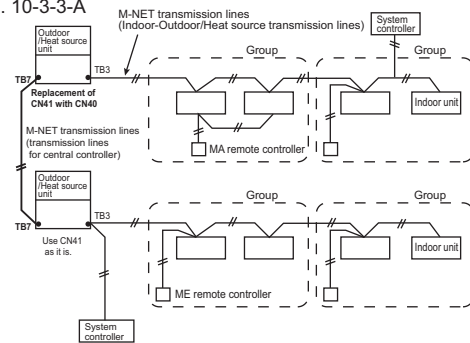 . 10-3-3-A
M-NET transmission lines
(Indoor-Outdoor/Heat source transmission lines)
System
controller
Outdoor
/Heat source
unit
Group
Group
TB7
TB3
Replacement of
CN41 with CN40
Indoor unit
M-NET transmission lines
(transmission lines
for central controller)
MA remote controller
Outdoor
/Heat source
unit
Group
Group
TB3
TB7
Use CN41
as it is.
Indoor unit
ME remote controller
System
controller